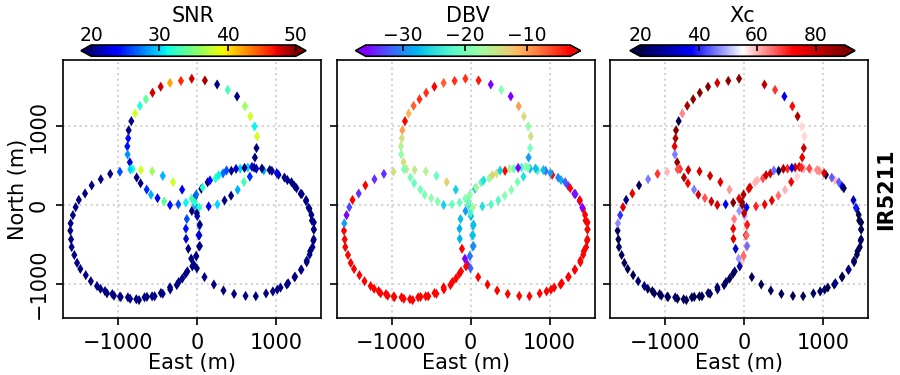 SNR DBV Xc
20 30 40 50 −30 −20 −10 20 40 60 80
North (m)
1000
0
−1000
IR5211
−1000 0 1000 −1000 0 1000 −1000 0 1000
East (m) East (m) East (m)